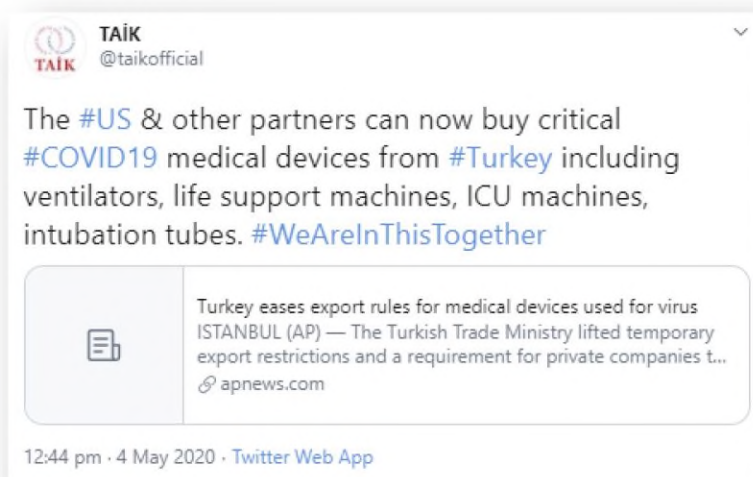 TAİK
@taikofficial
TAİK
The #US & other partners can now buy critical
#COVID19 medical devices from #Turkey including
ventilators, life support machines, ICU machines,
intubation tubes. #WeAreInThisTogether
Turkey eases export rules for medical devices used for virus
ISTANBUL (AP) — The Turkish Trade Ministry lifted temporary
export restrictions and a requirement for private companies t...
apnews.com
12:44 pm · 4 May 2020 · Twitter Web App